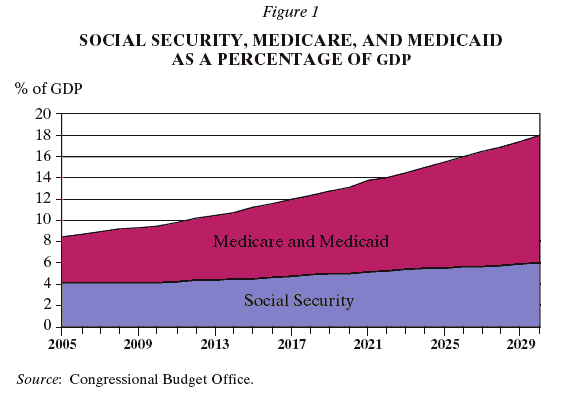 Figure 1
SOCIAL SECURITY, MEDICARE, AND MEDICAID
AS A PERCENTAGE OF GDP
% of GDP
20
18
16
14
12
10
8
6
4
2
0
Medicare and Medicaid
Social Security
2005 2009 2013 2017 2021 2025 2029
Source: Congressional Budget Office.